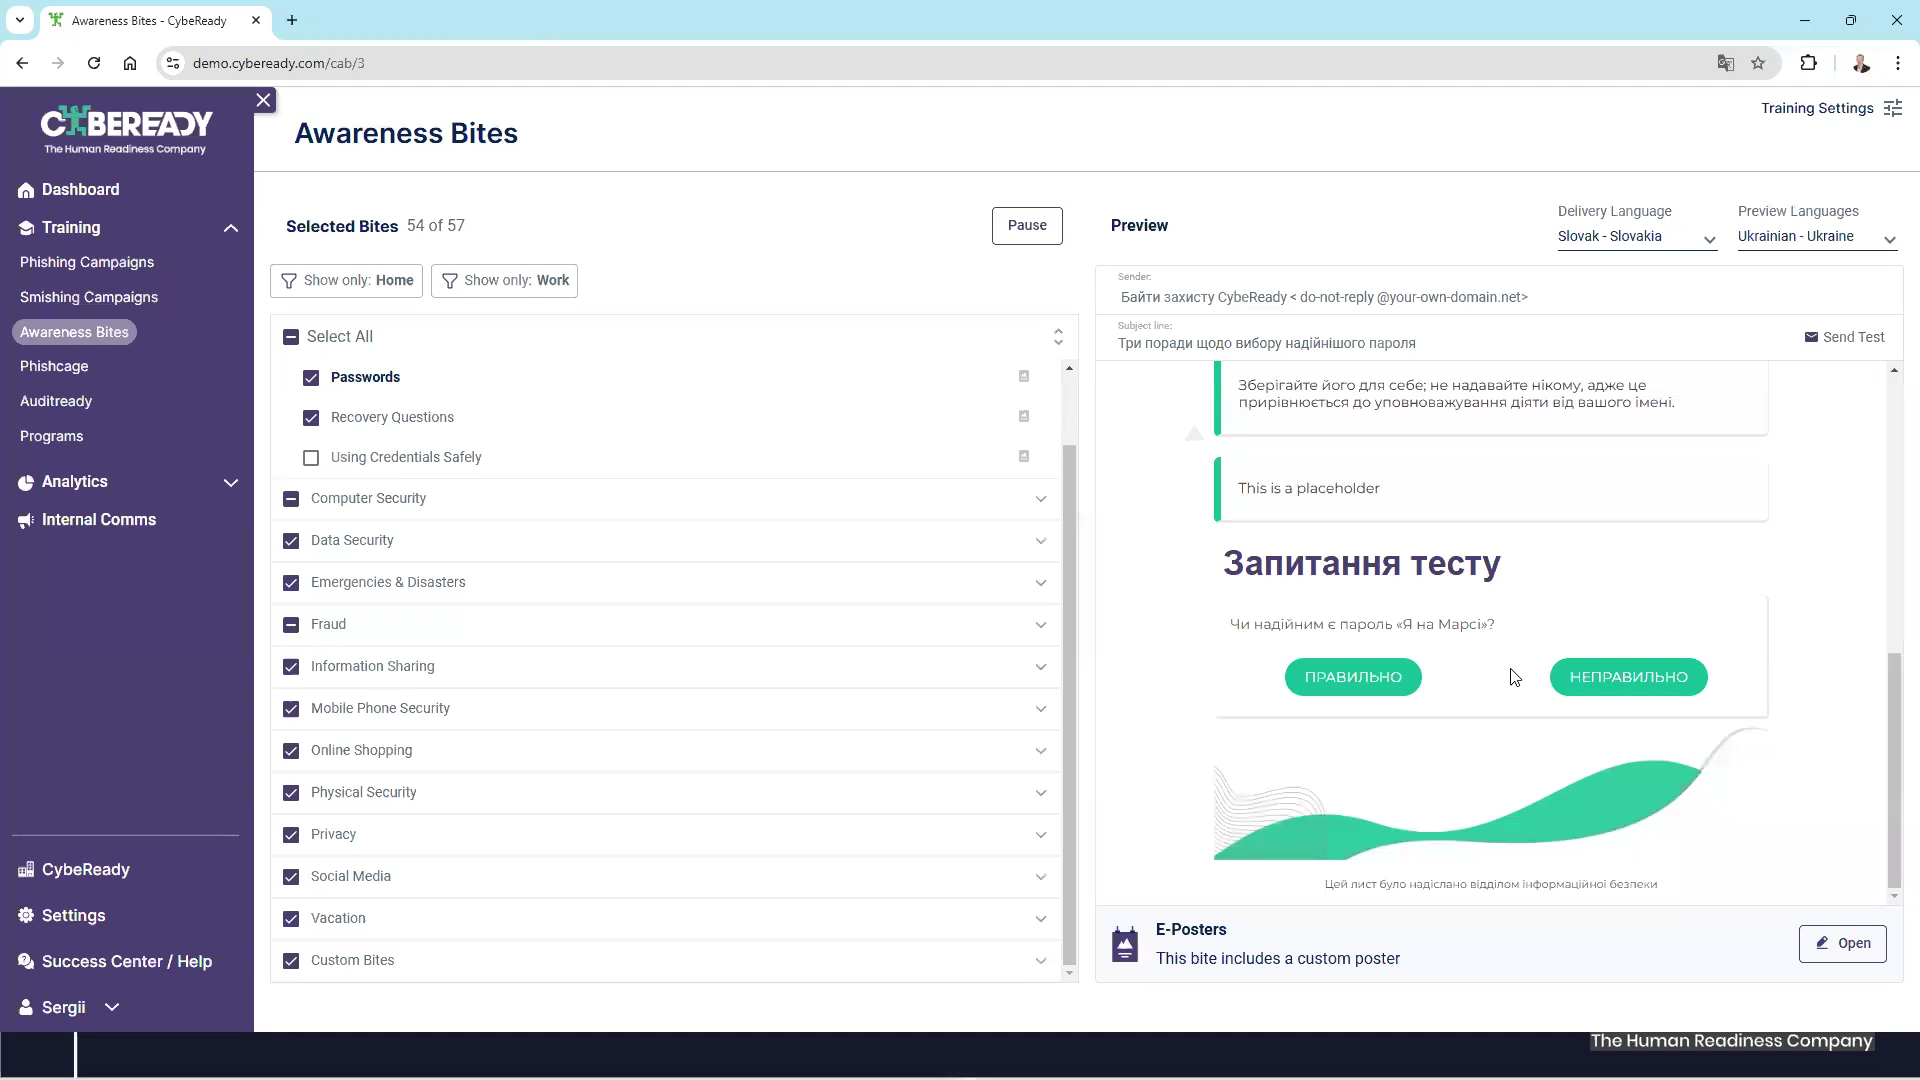 Awareness Bites - CybeReady
demo.cybeready.com/cab/3
CYBEREADY
The Human Readiness Company
Dashboard
Training
Phishing Campaigns
Smishing Campaigns
Awareness Bites
Phishcage
Auditready
Programs
Analytics
Internal Comms
CybeReady
Settings
Success Center / Help
Sergii
Awareness Bites
Training Settings
Selected Bites 54 of 57
Pause
Show only: Home
Show only: Work
Select All
Passwords
Recovery Questions
Using Credentials Safely
Computer Security
Data Security
Emergencies & Disasters
Fraud
Information Sharing
Mobile Phone Security
Online Shopping
Physical Security
Privacy
Social Media
Vacation
Custom Bites
Preview
Delivery Language
Slovak - Slovakia
Preview Languages
Ukrainian - Ukraine
Sender:
Байти захисту CybeReady < do-not-reply @your-own-domain.net>
Subject line:
Три поради щодо вибору надійнішого пароля
Send Test
Зберігайте його для себе; не надавайте нікому, адже це
прирівнюється до уповноважування діяти від вашого імені.
This is a placeholder
Запитання тесту
Чи надійним є пароль «Я на Марсі»?
ПРАВИЛЬНО
НЕПРАВИЛЬНО
Цей лист було надіслано відділом інформаційної безпеки
E-Posters
This bite includes a custom poster
Open
The Human Readiness Company